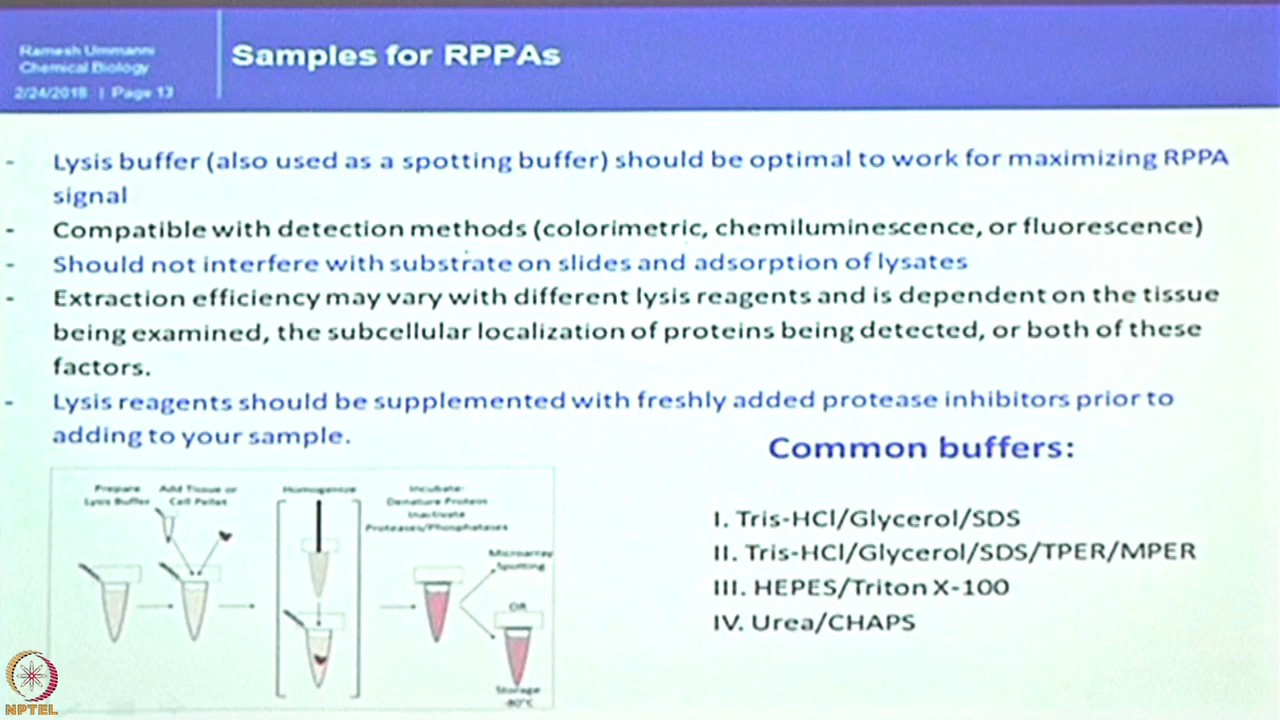 Ramesh Ummanni
Chemical Biology
2/24/2018 | Page 13
Samples for RPPAs
- Lysis buffer (also used as a spotting buffer) should be optimal to work for maximizing RPPA
signal
- Compatible with detection methods (colorimetric, chemiluminescence, or fluorescence)
- Should not interfere with substrate on slides and adsorption of lysates
- Extraction efficiency may vary with different lysis reagents and is dependent on the tissue
being examined, the subcellular localization of proteins being detected, or both of these
factors.
- Lysis reagents should be supplemented with freshly added protease inhibitors prior to
adding to your sample.
Common buffers:
I. Tris-HCl/Glycerol/SDS
II. Tris-HCl/Glycerol/SDS/TPER/MPER
III. HEPES/Triton X-100
IV. Urea/CHAPS
Prepare
Lysis Buffer
Add Tissue or
Cell Pellet
Homogenize
Incubate:
Denature Protein
Inactivate
Proteases/Phosphatases
Microarray
Spotting
OR
Storage
-80°C
NPTEL